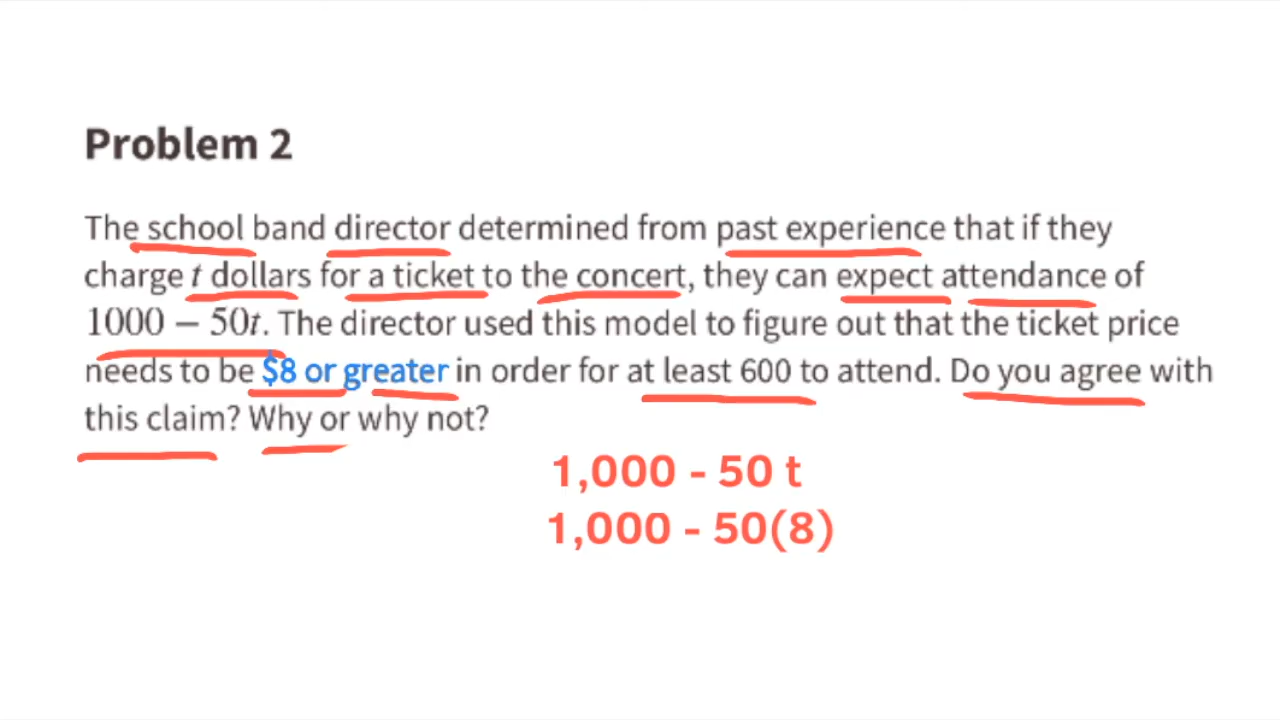 Problem 2
The school band director determined from past experience that if they
charge t dollars for a ticket to the concert, they can expect attendance of
1000 − 50t. The director used this model to figure out that the ticket price
needs to be $8 or greater in order for at least 600 to attend. Do you agree with
this claim? Why or why not?
1,000 - 50 t
1,000 - 50(8)